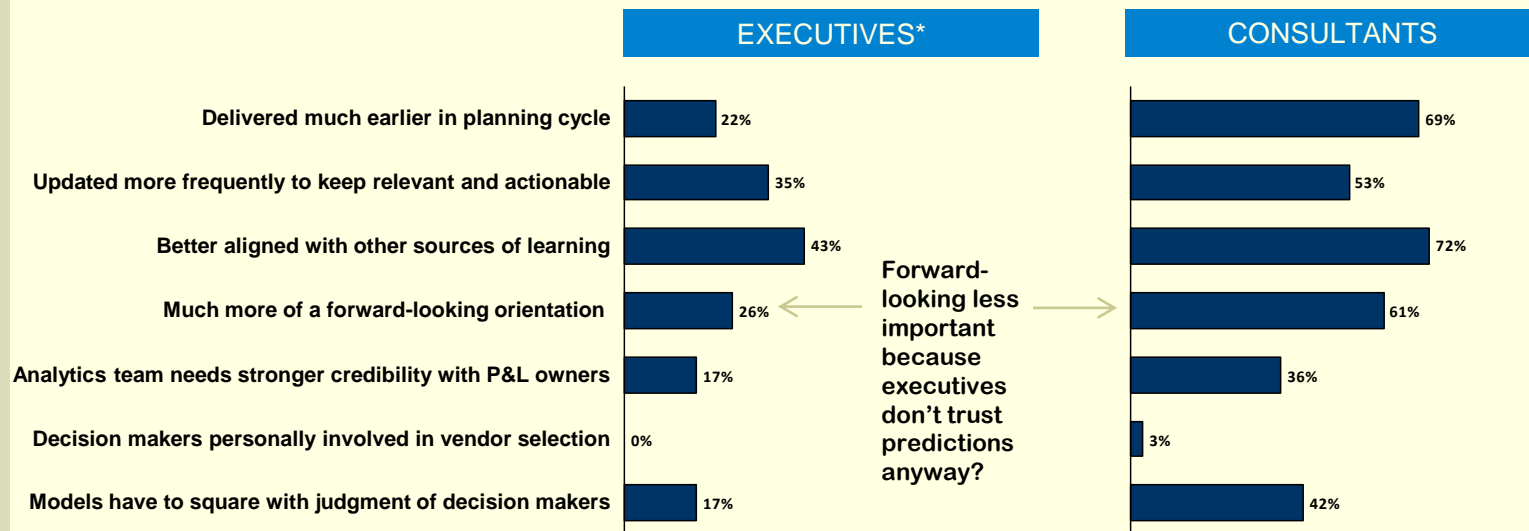 EXECUTIVES*
CONSULTANTS
Delivered much earlier in planning cycle 22% 69%
Updated more frequently to keep relevant and actionable 35% 53%
Better aligned with other sources of learning 43% 72%
Much more of a forward-looking orientation 26% 61%
Analytics team needs stronger credibility with P&L owners 17% 36%
Decision makers personally involved in vendor selection 0% 3%
Models have to square with judgment of decision makers 17% 42%
Forward-
looking less
important
because
executives
don’t trust
predictions
anyway?